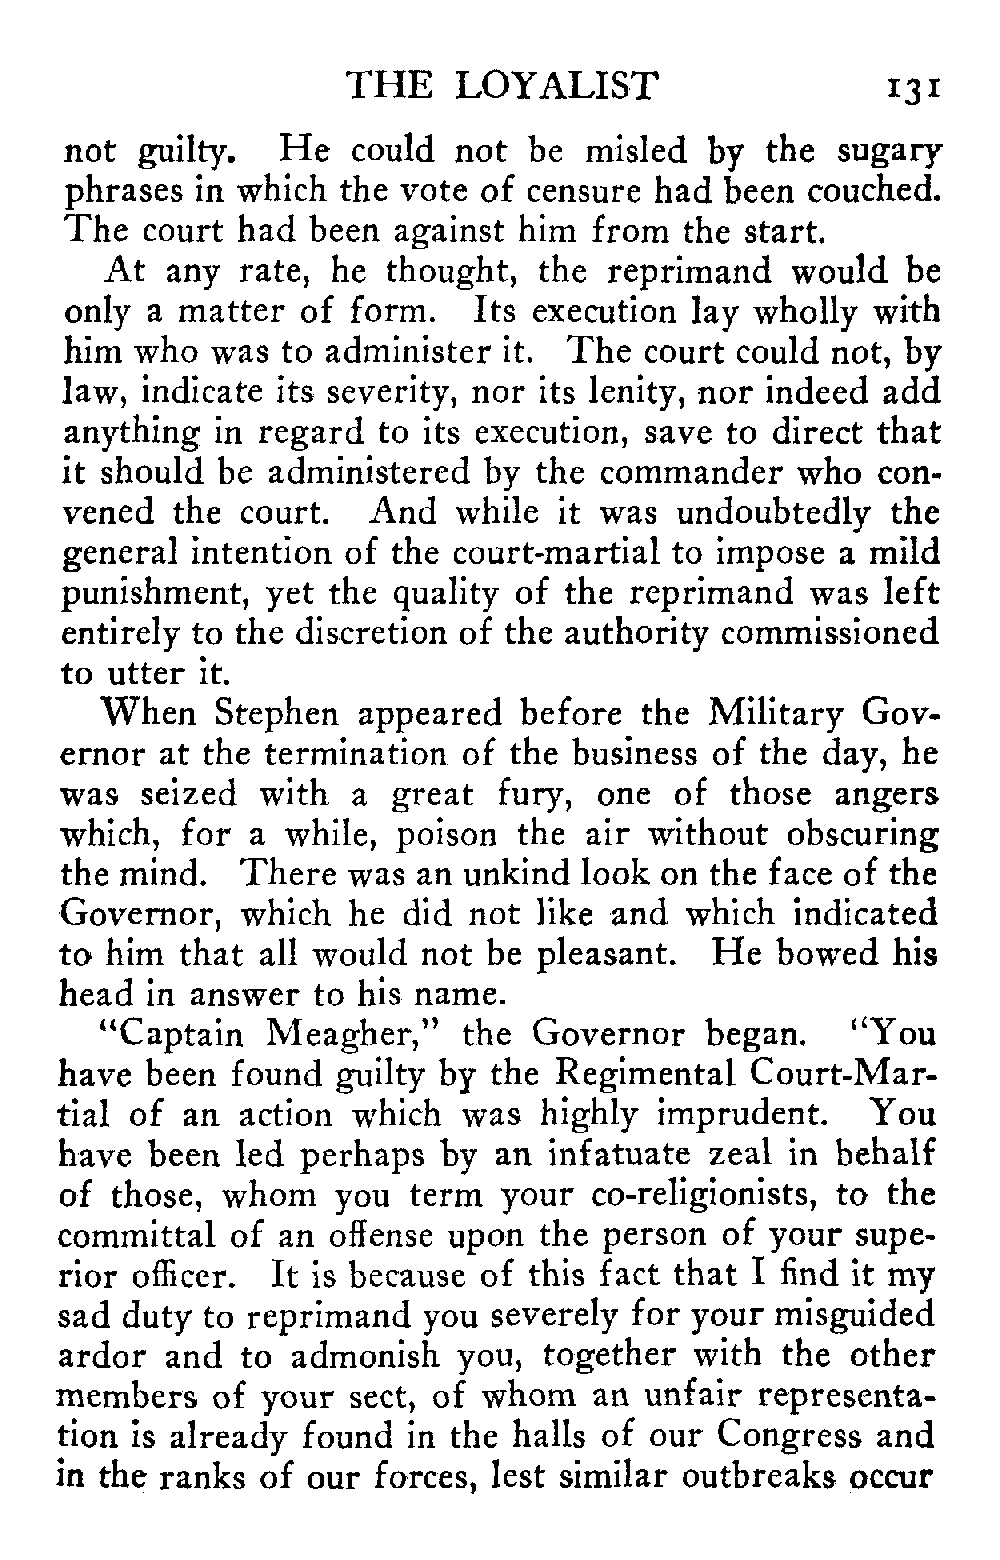 THE LOYALIST 131
not guilty. He could not be misled by the sugary
phrases in which the vote of censure had been couched.
The court had been against him from the start.
At any rate, he thought, the reprimand would be
only a matter of form. Its execution lay wholly with
him who was to administer it. The court could not, by
law, indicate its severity, nor its lenity, nor indeed add
anything in regard to its execution, save to direct that
it should be administered by the commander who con-
vened the court. And while it was undoubtedly the
general intention of the court-martial to impose a mild
punishment, yet the quality of the reprimand was left
entirely to the discretion of the authority commissioned
to utter it.
When Stephen appeared before the Military Gov-
ernor at the termination of the business of the day, he
was seized with a great fury, one of those angers
which, for a while, poison the air without obscuring
the mind. There was an unkind look on the face of the
Governor, which he did not like and which indicated
to him that all would not be pleasant. He bowed his
head in answer to his name.
"Captain Meagher," the Governor began. "You
have been found guilty by the Regimental Court-Mar-
tial of an action which was highly imprudent. You
have been led perhaps by an infatuate zeal in behalf
of those, whom you term your co-religionists, to the
committal of an offense upon the person of your supe-
rior officer. It is because of this fact that I find it my
sad duty to reprimand you severely for your misguided
ardor and to admonish you, together with the other
members of your sect, of whom an unfair representa-
tion is already found in the halls of our Congress and
in the ranks of our forces, lest similar outbreaks occur